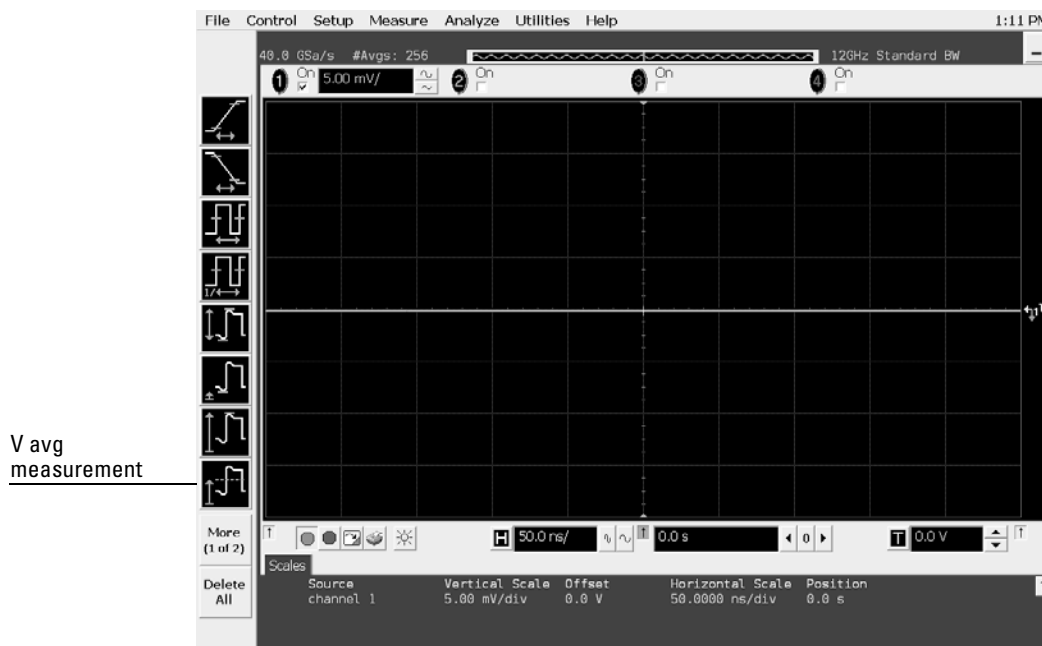 File Control Setup Measure Analyze Utilities Help 1:11 PM
40.0 GSa/s #Avgs: 256 12GHz Standard BW
1 On 5.00 mV/ 2 On 3 On 4 On
1/
V avg
measurement
More
(1 of 2)
Delete
All
H 50.0 ns/ 0.0 s 0 T 0.0 V
Scales
Source Vertical Scale Offset Horizontal Scale Position
channel 1 5.00 mV/div 0.0 V 50.0000 ns/div 0.0 s